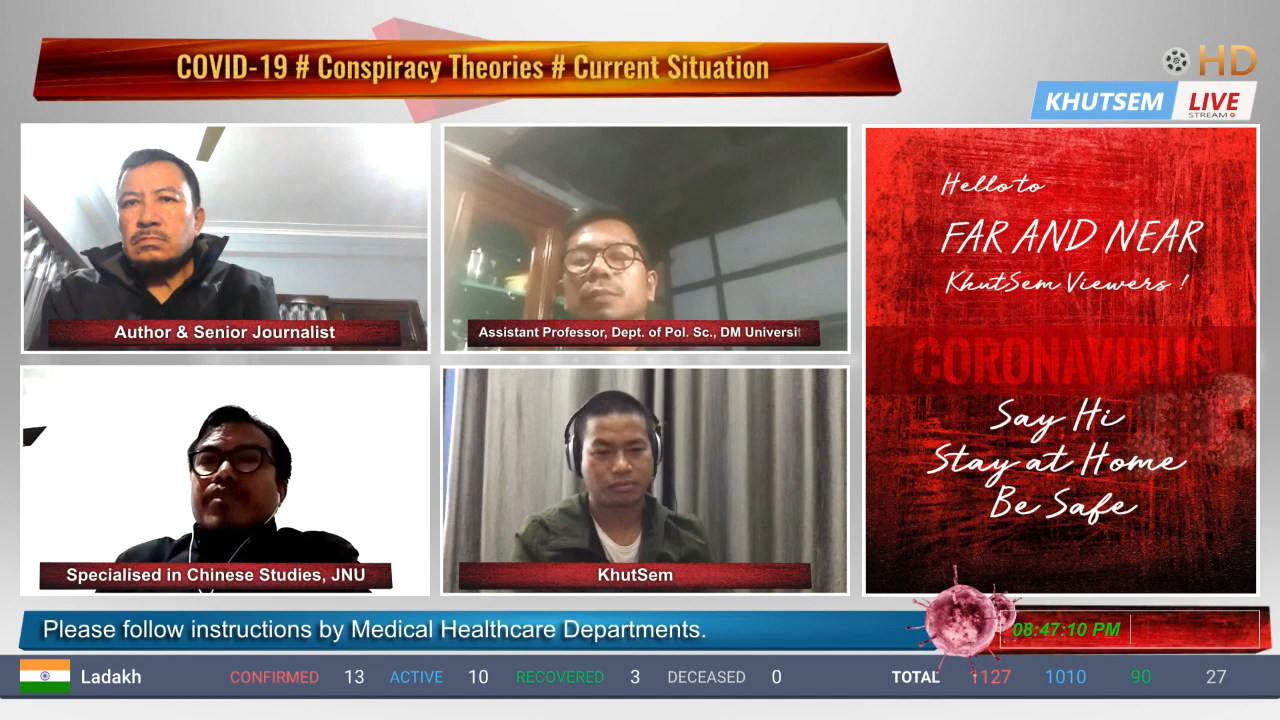 COVID-19 # Conspiracy Theories # Current Situation
HD
KHUTSEM LIVE
STREAM
Author & Senior Journalist
Assistant Professor, Dept. of Pol. Sc., DM Universit
Hello to
FAR AND NEAR
KhutSem Viewers !
CORONAVIRUS
Say Hi
Stay at Home
Be Safe
Specialised in Chinese Studies, JNU
KhutSem
Please follow instructions by Medical Healthcare Departments.
08:47:10 PM
Ladakh CONFIRMED 13 ACTIVE 10 RECOVERED 3 DECEASED 0 TOTAL 1127 1010 90 27